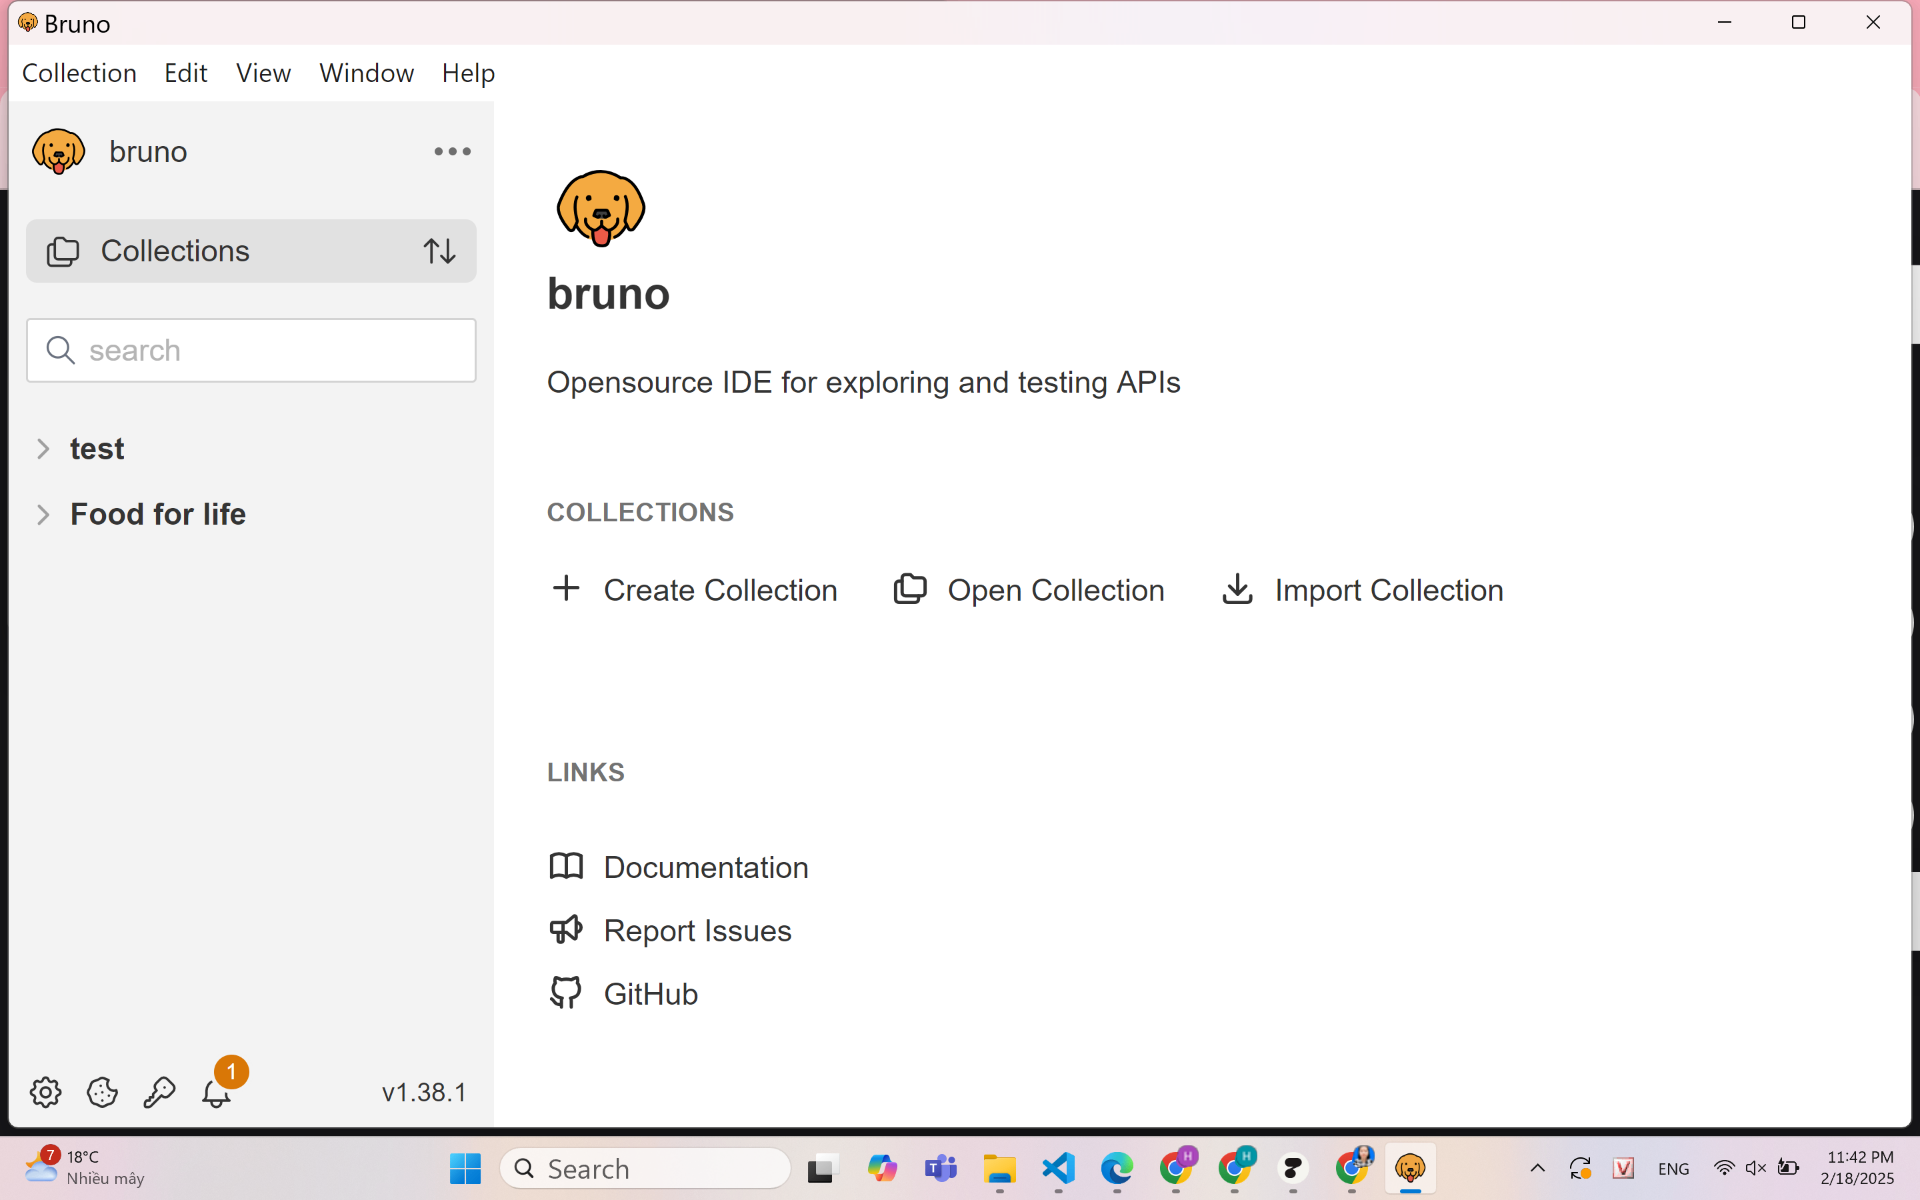 Bruno
Collection Edit View Window Help
bruno
Collections
search
test
Food for life
1
v1.38.1
bruno
Opensource IDE for exploring and testing APIs
COLLECTIONS
Create Collection Open Collection Import Collection
LINKS
Documentation
Report Issues
GitHub
7
18°C
Nhiều mây
Search
T
H
H
V
ENG
11:42 PM
2/18/2025